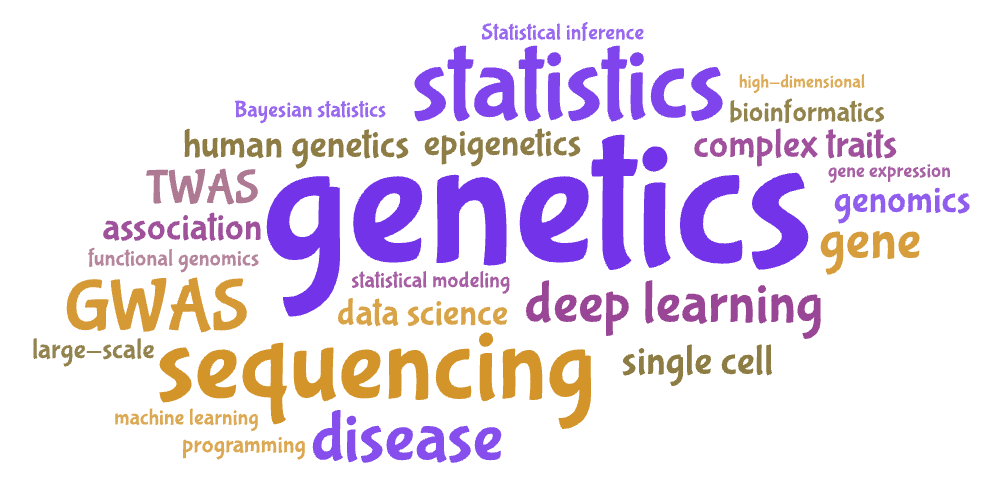 Statistical inference
statistics
high-dimensional
Bayesian statistics
bioinformatics
human genetics
epigenetics
complex traits
TWAS
genetics
gene expression
genomics
association
gene
functional genomics
statistical modeling
GWAS
data science
deep learning
large-scale
sequencing
single cell
machine learning
programming
disease